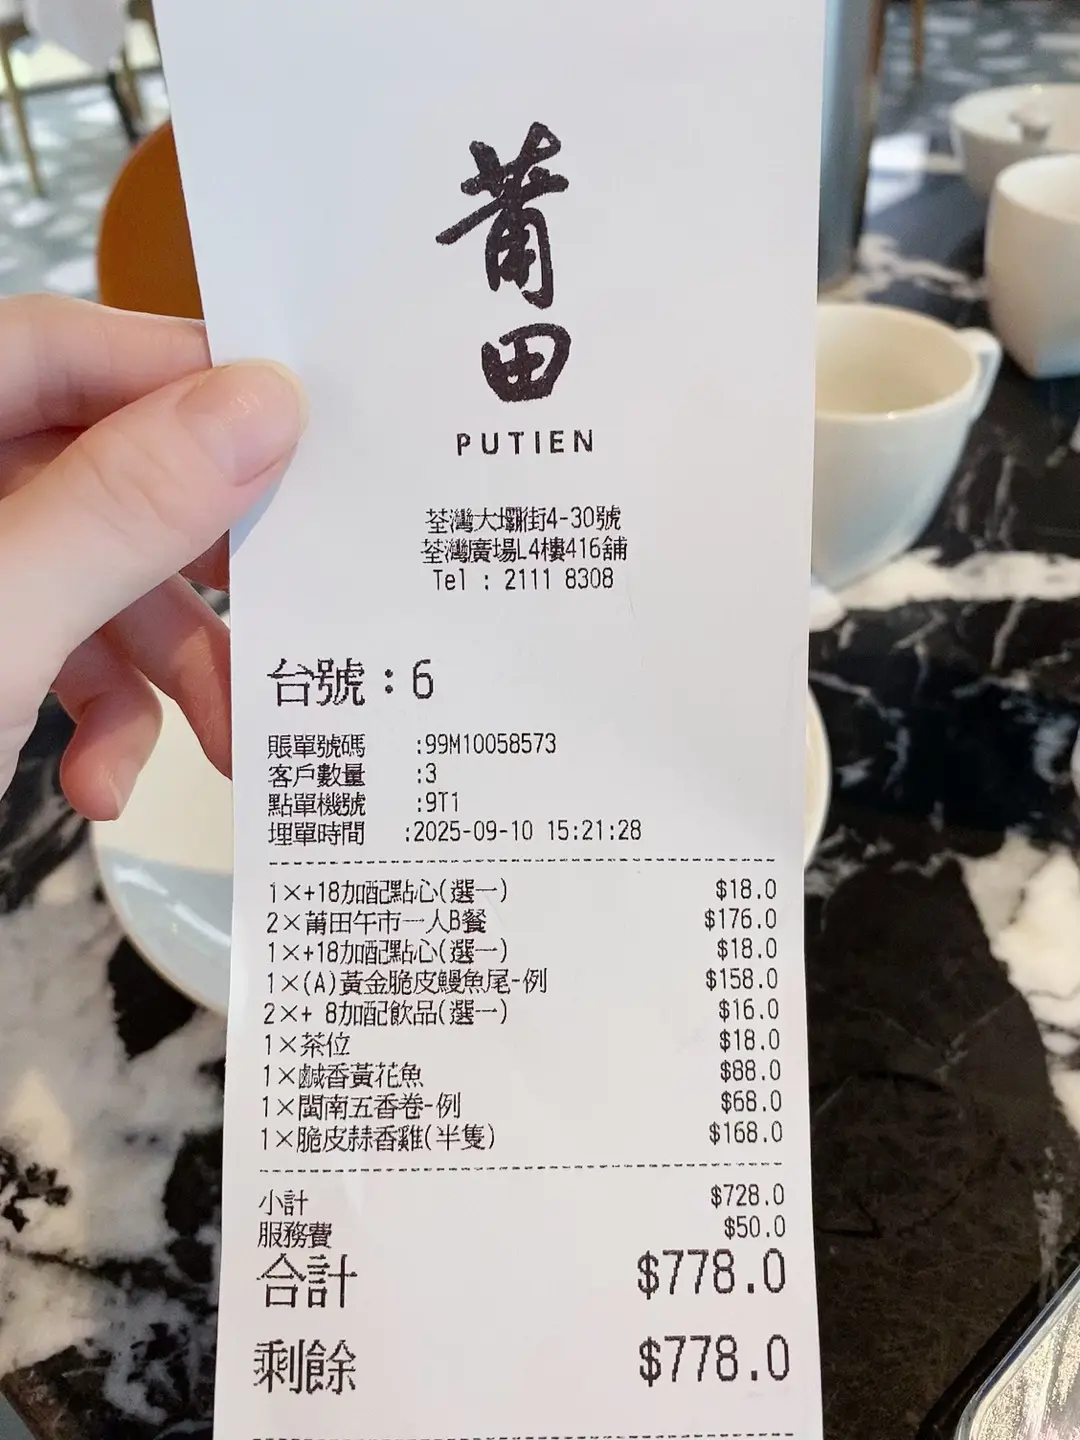 莆田
PUTIEN
荃灣大壩街4-30號
荃灣廣場L4樓416舖
Tel : 2111 8308
台號：6
賬單號碼 :99M10058573
客戶數量 :3
點單機號 :9T1
埋單時間 :2025-09-10 15:21:28
1×+18加配點心(選一) $18.0
2×莆田午市一人B餐 $176.0
1×+18加配點心(選一) $18.0
1×(A)黃金脆皮鰻魚尾-例 $158.0
2×+ 8加配飲品(選一) $16.0
1×茶位 $18.0
1×鹹香黃花魚 $88.0
1×閩南五香卷-例 $68.0
1×脆皮蒜香雞(半隻) $168.0
小計 $728.0
服務費 $50.0
合計 $778.0
剩餘 $778.0